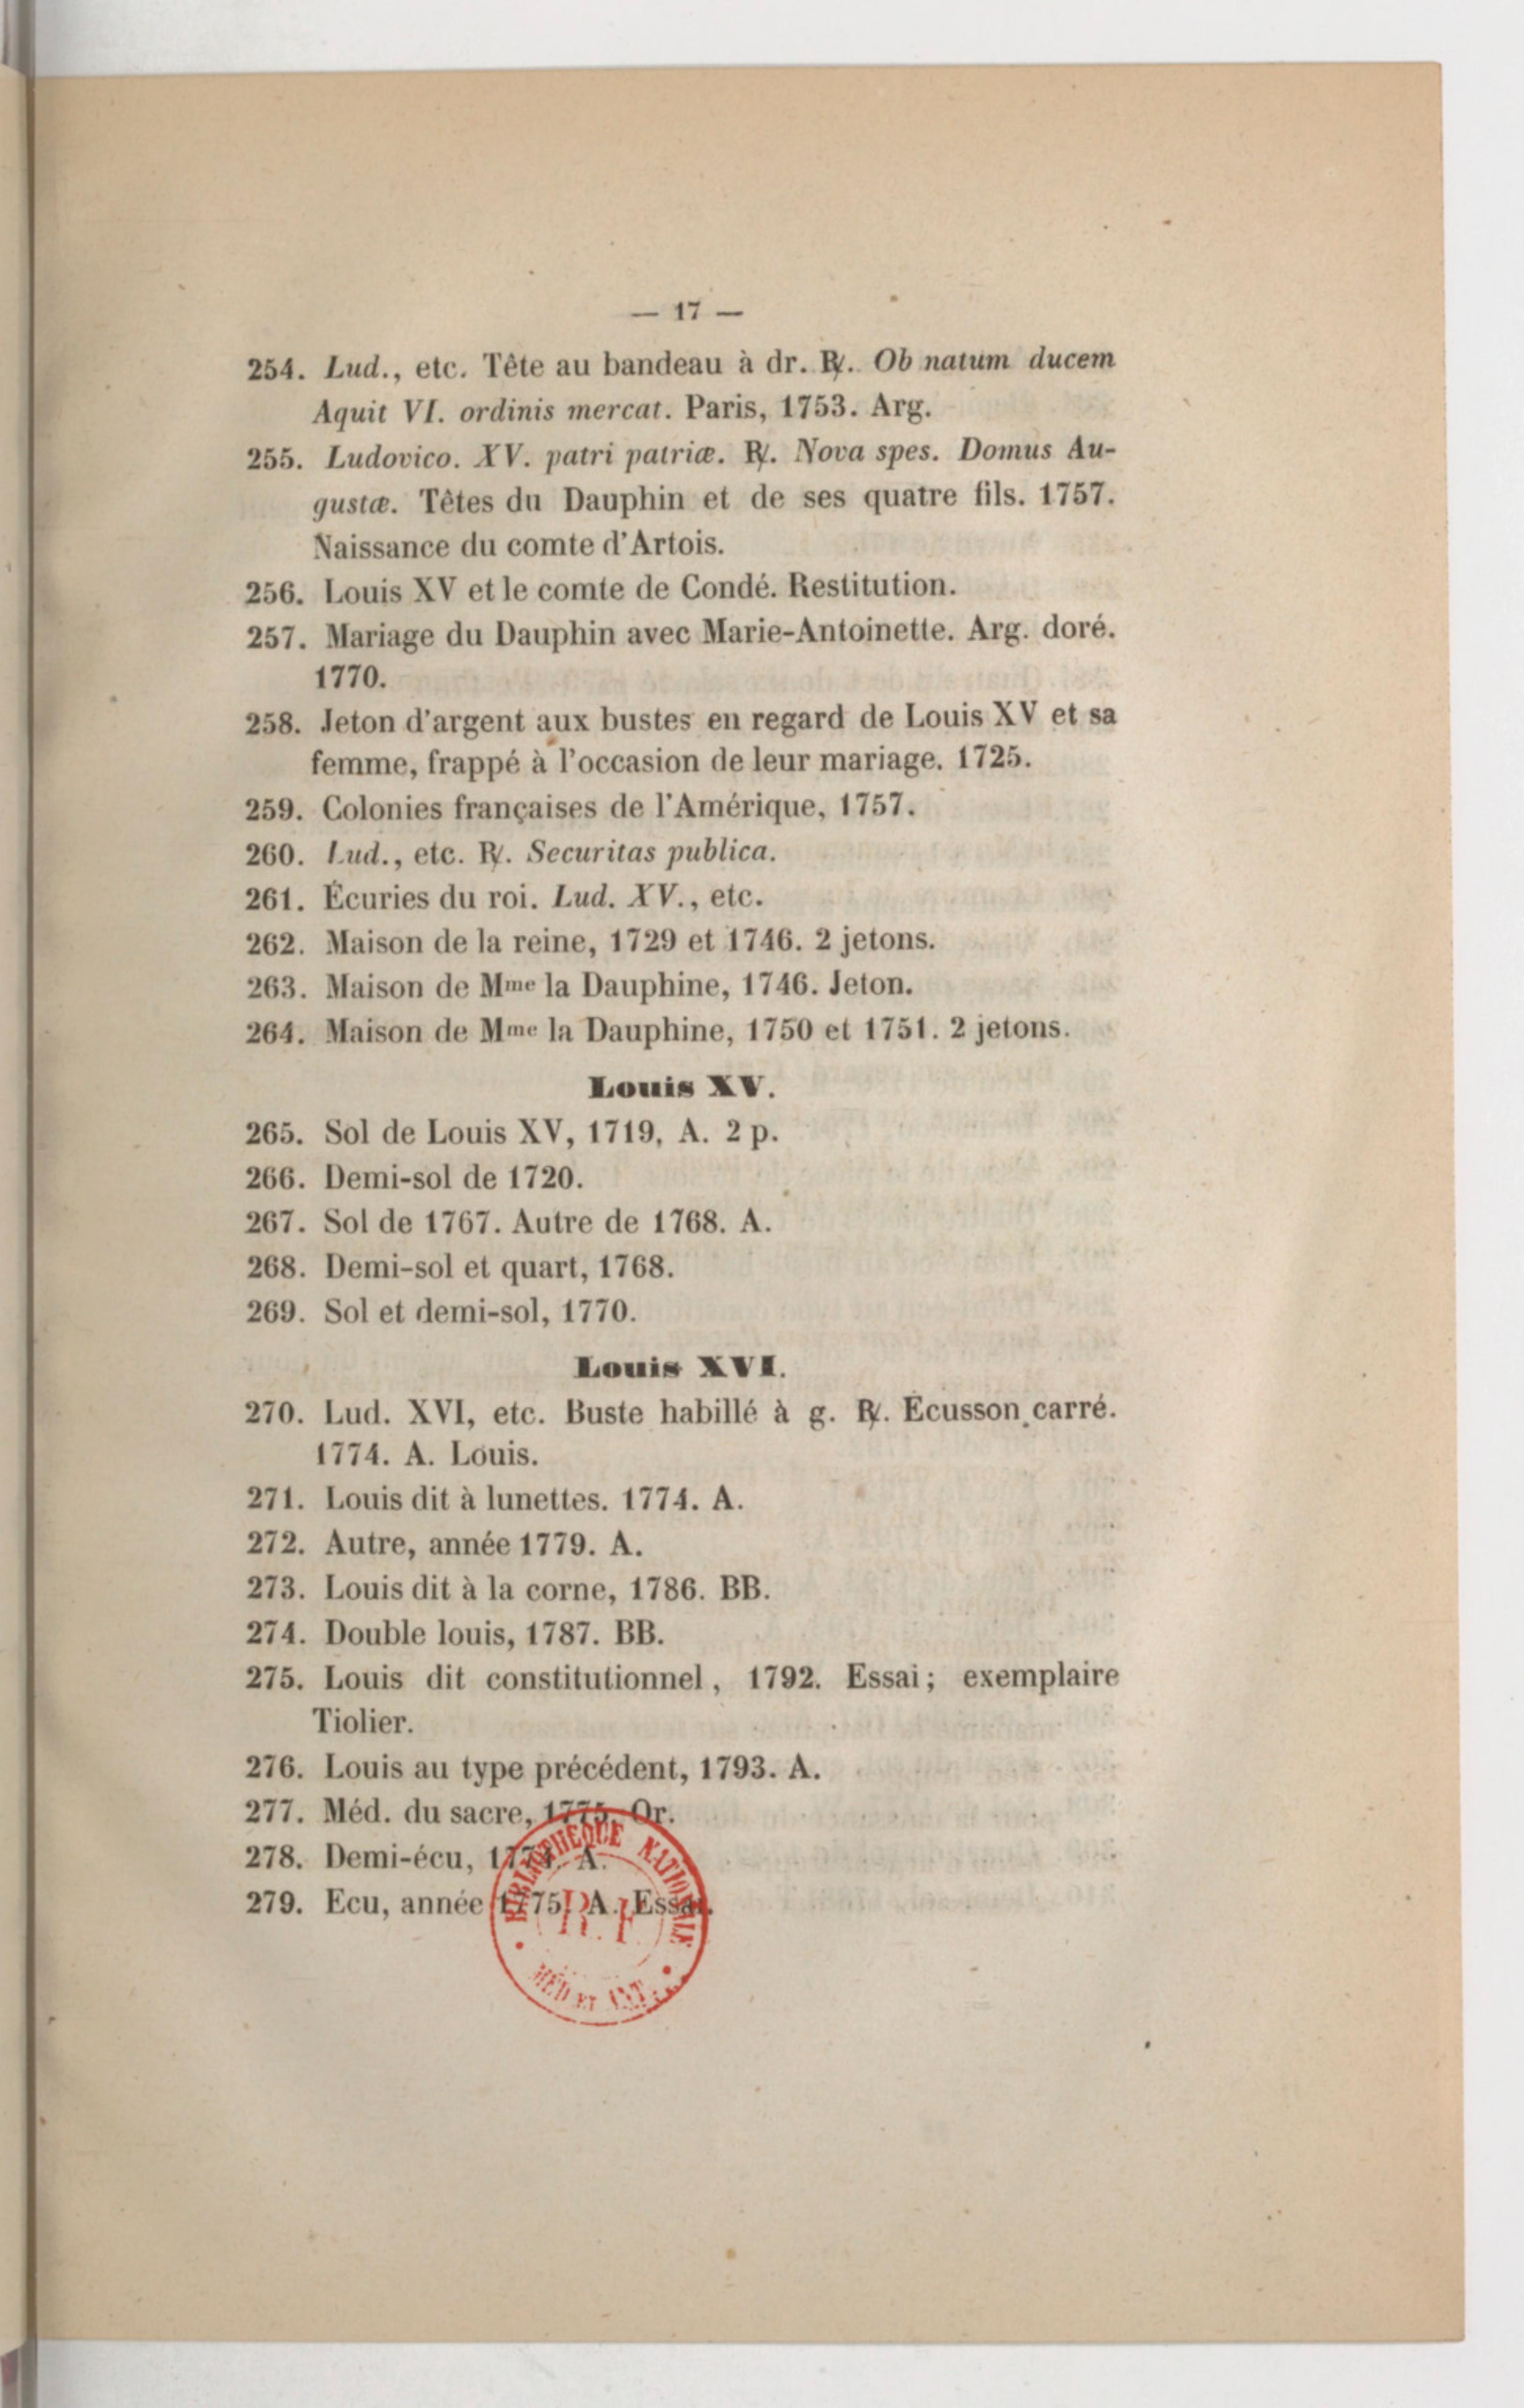 — 17 —
254. Lud., etc. Tête au bandeau à dr. ℞. Ob natum ducem
Aquit VI. ordinis mercat. Paris, 1753. Arg.
255. Ludovico. XV. patri patriæ. ℞. Nova spes. Domus Au-
gustæ. Têtes du Dauphin et de ses quatre fils. 1757.
Naissance du comte d'Artois.
256. Louis XV et le comte de Condé. Restitution.
257. Mariage du Dauphin avec Marie-Antoinette. Arg. doré.
1770.
258. Jeton d'argent aux bustes en regard de Louis XV et sa
femme, frappé à l'occasion de leur mariage. 1725.
259. Colonies françaises de l'Amérique, 1757.
260. Lud., etc. ℞. Securitas publica.
261. Écuries du roi. Lud. XV., etc.
262. Maison de la reine, 1729 et 1746. 2 jetons.
263. Maison de Mme la Dauphine, 1746. Jeton.
264. Maison de Mme la Dauphine, 1750 et 1751. 2 jetons.
Louis XV.
265. Sol de Louis XV, 1719, A. 2 p.
266. Demi-sol de 1720.
267. Sol de 1767. Autre de 1768. A.
268. Demi-sol et quart, 1768.
269. Sol et demi-sol, 1770.
Louis XVI.
270. Lud. XVI, etc. Buste habillé à g. ℞. Écusson carré.
1774. A. Louis.
271. Louis dit à lunettes. 1774. A.
272. Autre, année 1779. A.
273. Louis dit à la corne, 1786. BB.
274. Double louis, 1787. BB.
275. Louis dit constitutionnel, 1792. Essai; exemplaire
Tiolier.
276. Louis au type précédent, 1793. A.
277. Méd. du sacre, 1775. Or.
278. Demi-écu, 1774. A.
279. Ecu, année 1775. A. Essai.
BIBLIOTHEQUE NATIONALE
R. F
MÉD ET ANT.